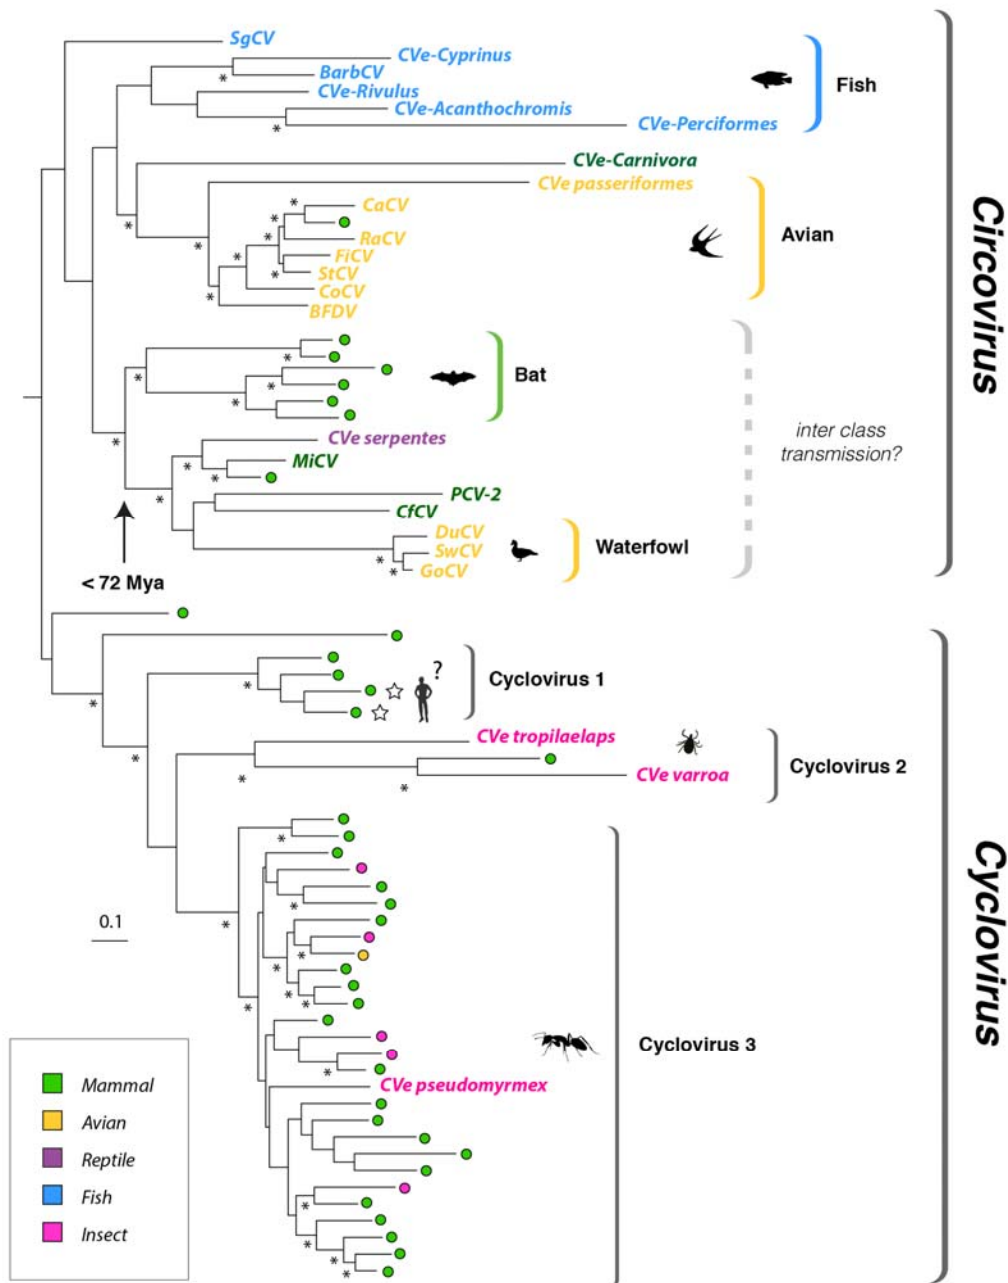 SgCV
CVe-Cyprinus
BarbCV
CVe-Rivulus
CVe-Acanthochromis
CVe-Perciformes
Fish
CVe-Carnivora
CVe passeriformes
CaCV
RaCV
FiCV
StCV
CoCV
BFDV
Avian
Circovirus
Bat
CVe serpentes
MiCV
PCV-2
CfCV
DuCV
SwCV
GoCV
Waterfowl
inter class
transmission?
< 72 Mya
?
Cyclovirus 1
CVe tropilaelaps
CVe varroa
Cyclovirus 2
Cyclovirus
0.1
Cyclovirus 3
CVe pseudomyrmex
Mammal
Avian
Reptile
Fish
Insect